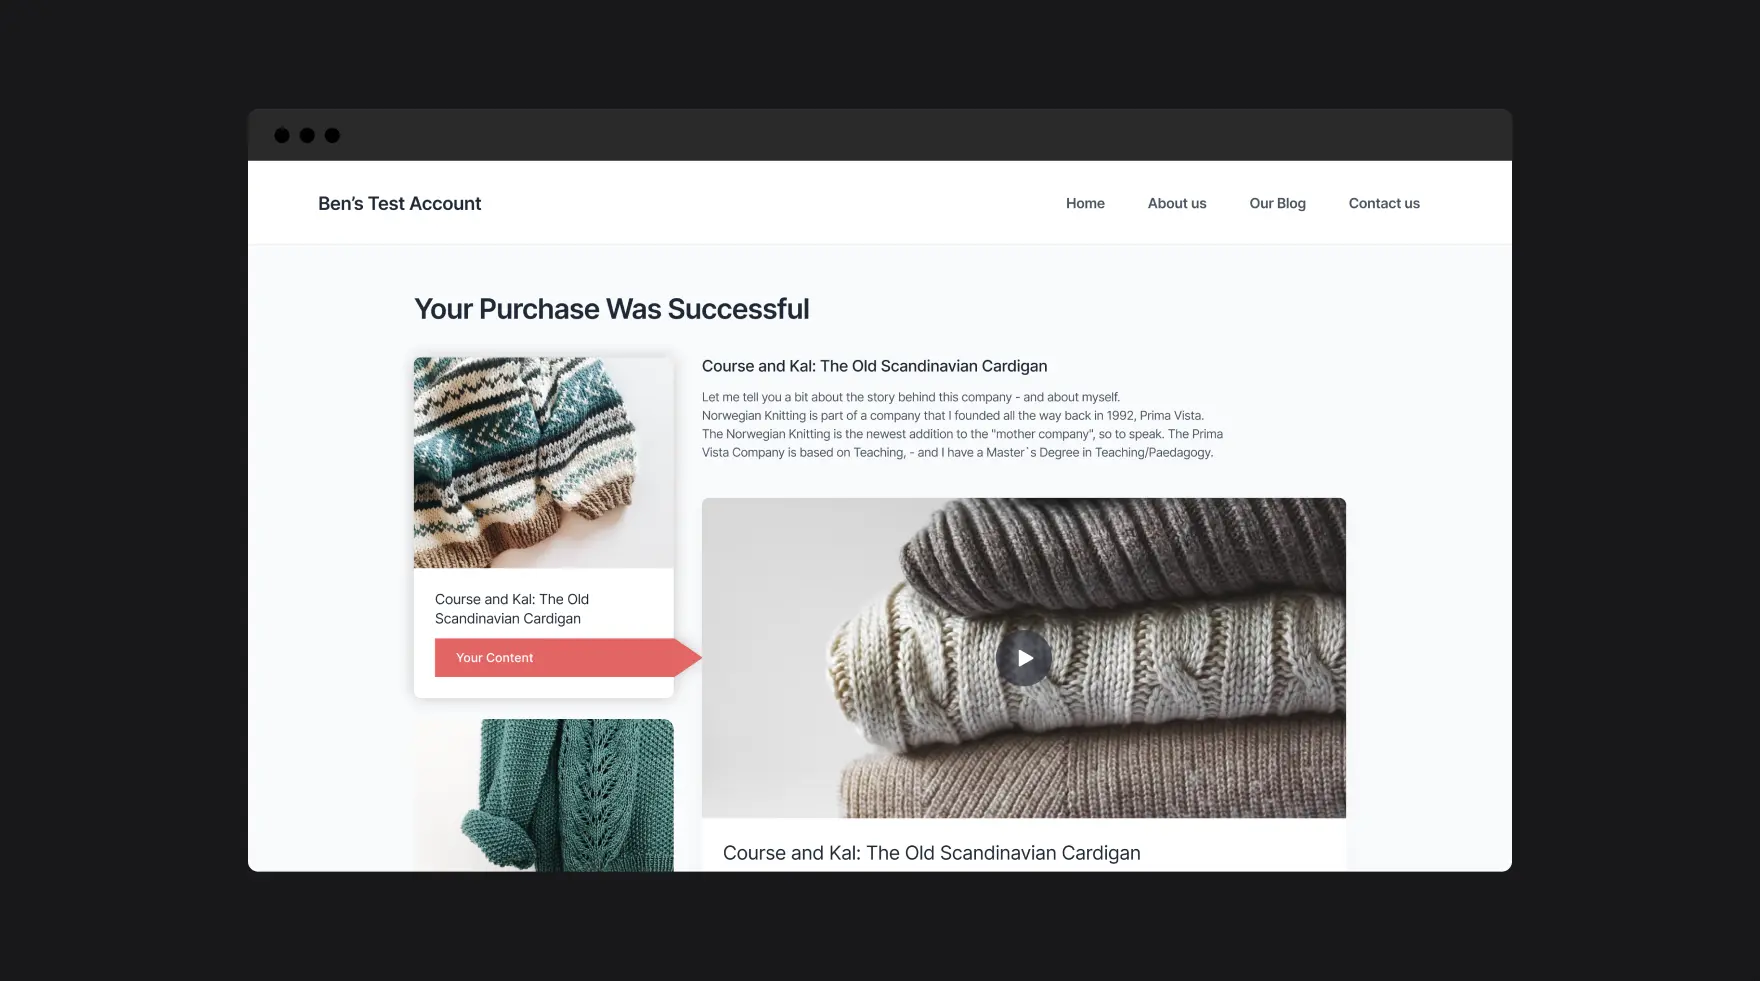 Ben’s Test Account
Home
About us
Our Blog
Contact us
Your Purchase Was Successful
Course and Kal: The Old
Scandinavian Cardigan
Your Content
Course and Kal: The Old Scandinavian Cardigan
Let me tell you a bit about the story behind this company - and about myself.
Norwegian Knitting is part of a company that I founded all the way back in 1992, Prima Vista.
The Norwegian Knitting is the newest addition to the "mother company", so to speak. The Prima
Vista Company is based on Teaching, - and I have a Master`s Degree in Teaching/Paedagogy.
Course and Kal: The Old Scandinavian Cardigan